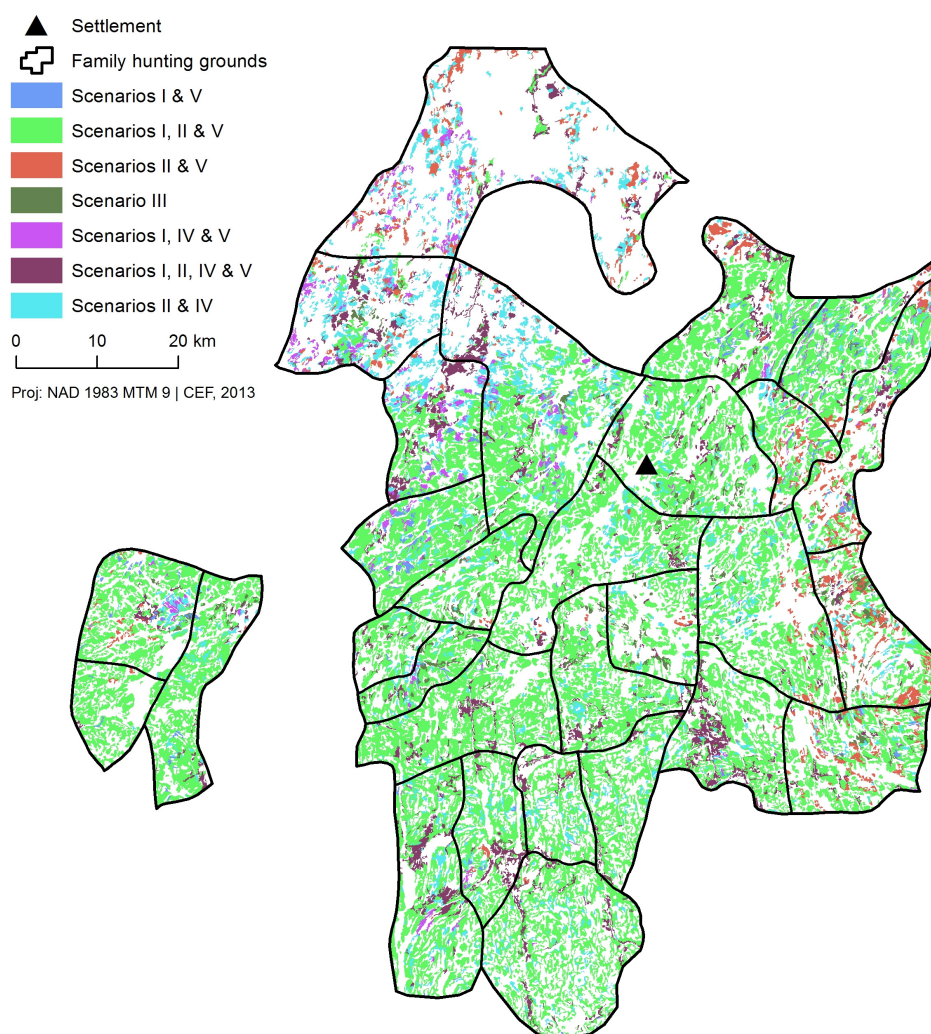 Settlement
Family hunting grounds
Scenarios I & V
Scenarios I, II & V
Scenarios II & V
Scenario III
Scenarios I, IV & V
Scenarios I, II, IV & V
Scenarios II & IV
0 10 20 km
Proj: NAD 1983 MTM 9 | CEF, 2013